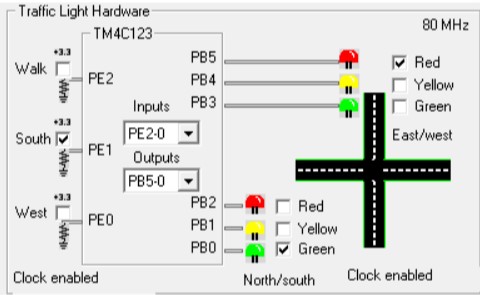 Traffic Light Hardware
TM4C123
80 MHz
+3.3
Walk
PE2
PB5
Red
PB4
Yellow
PB3
Green
Inputs
PE2-0
East/west
+3.3
South
PE1
Outputs
PB5-0
+3.3
West
PE0
PB2
Red
PB1
Yellow
PB0
Green
Clock enabled
North/south
Clock enabled